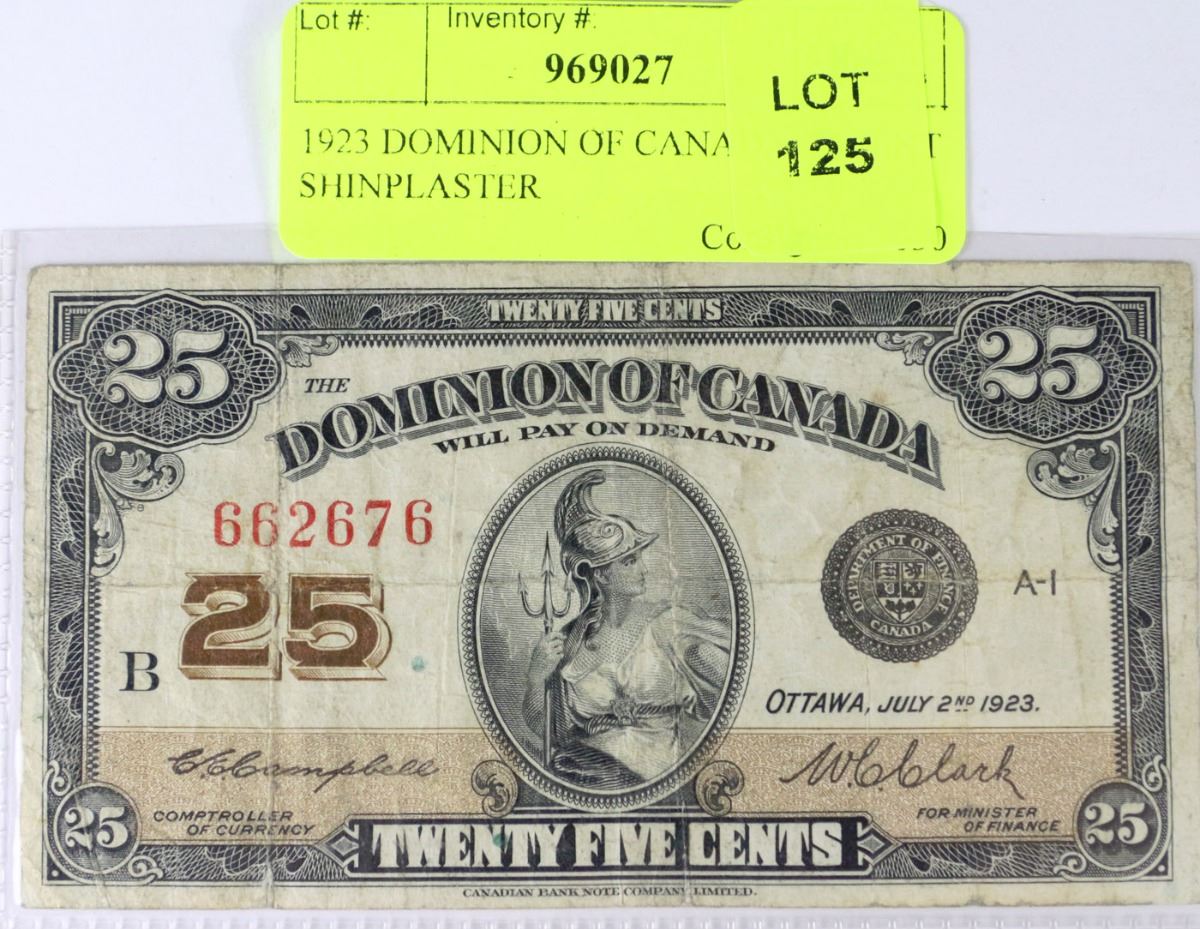 Lot #:
Inventory #:
969027
LOT
125
1923 DOMINION OF CANA T
SHINPLASTER
TWENTY FIVE CENTS
25
25
THE
DOMINION OF CANADA
WILL PAY ON DEMAND
662676
25
B
DEPARTMENT OF FINANCE
CANADA
A-1
OTTAWA, JULY 2ND 1923.
C E Campbell
W.C. Clark
25
COMPTROLLER
OF CURRENCY
FOR MINISTER
OF FINANCE
25
TWENTY FIVE CENTS
CANADIAN BANK NOTE COMPANY, LIMITED.